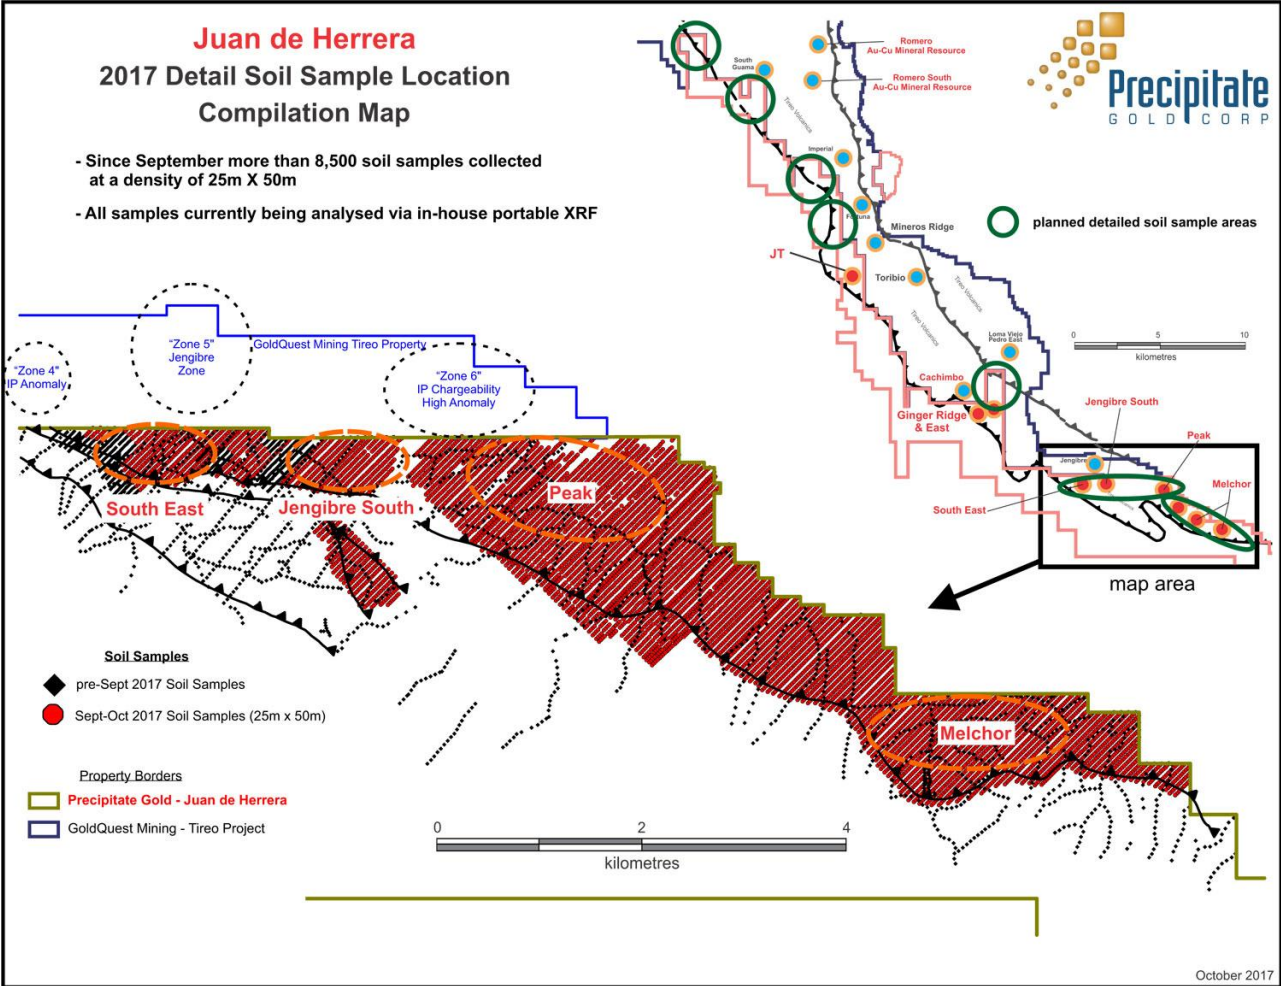 Juan de Herrera
2017 Detail Soil Sample Location
Compilation Map
- Since September more than 8,500 soil samples collected
at a density of 25m X 50m
- All samples currently being analysed via in-house portable XRF
Precipitate
GOLD CORP
Romero
Au-Cu Mineral Resource
Romero South
Au-Cu Mineral Resource
South
Guama
Tireo Volcanics
Imperial
Fortuna
Mineros Ridge
planned detailed soil sample areas
JT
Toribio
Tireo Volcanics
Tireo Volcanics
Loma Viejo
Pedro East
0 5 10
kilometres
Cachimbo
Ginger Ridge
& East
Jengibre South
Peak
Jengibre
Melchor
South East
map area
"Zone 4"
IP Anomaly
"Zone 5"
Jengibre
Zone
GoldQuest Mining Tireo Property
"Zone 6"
IP Chargeability
High Anomaly
South East
Jengibre South
Peak
Melchor
Soil Samples
pre-Sept 2017 Soil Samples
Sept-Oct 2017 Soil Samples (25m x 50m)
Property Borders
Precipitate Gold - Juan de Herrera
GoldQuest Mining - Tireo Project
0 2 4
kilometres
October 2017